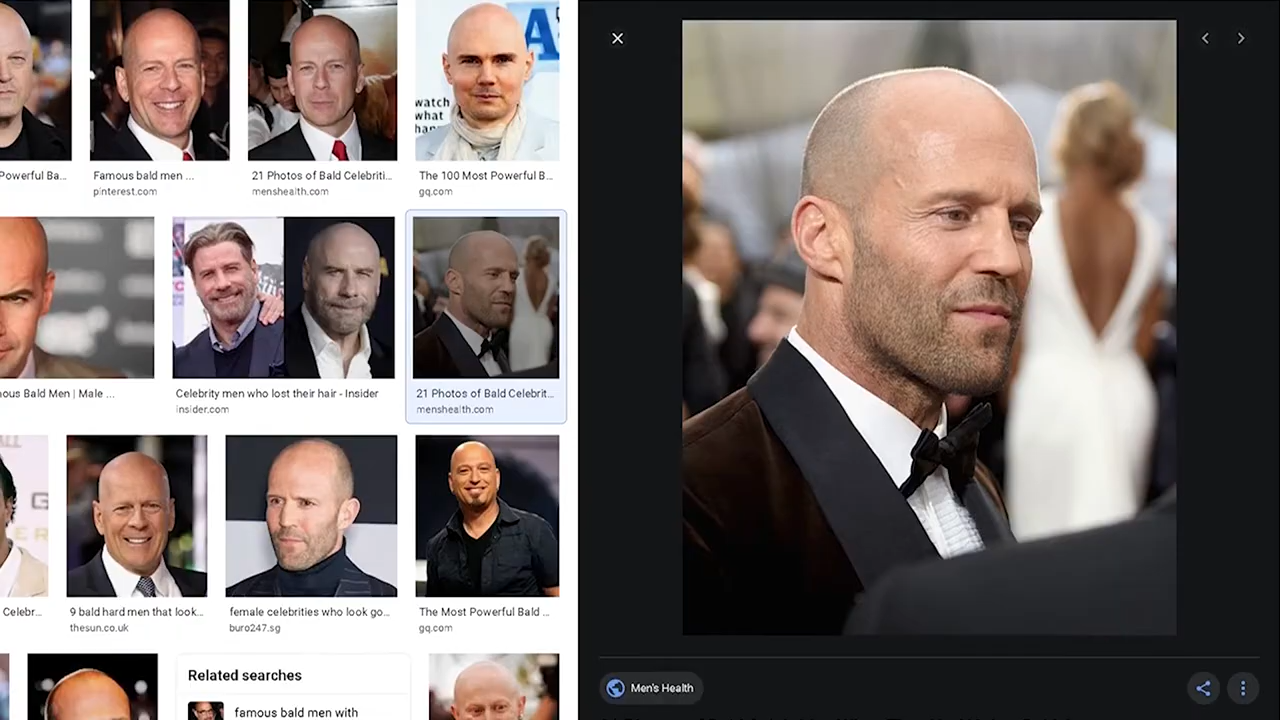 A
watch
what
Powerful Ba...
Famous bald men ...
21 Photos of Bald Celebriti...
The 100 Most Powerful B...
pinterest.com
menshealth.com
gq.com
nous Bald Men | Male ...
Celebrity men who lost their hair - Insider
21 Photos of Bald Celebrit...
insider.com
menshealth.com
G
Celebr...
9 bald hard men that look...
female celebrities who look go...
The Most Powerful Bald ...
thesun.co.uk
buro247.sg
gq.com
Related searches
famous bald men with
Men's Health